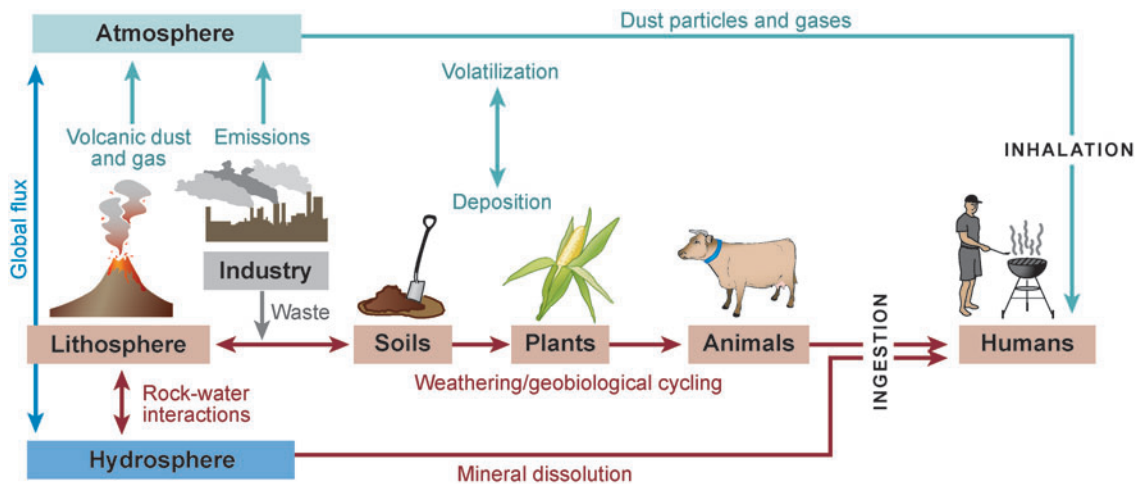 Atmosphere
Dust particles and gases
Volatilization
Volcanic dust
and gas
Emissions
INHALATION
Deposition
Global flux
Industry
Waste
Lithosphere
Soils
Plants
Animals
INGESTION
Humans
Weathering/geobiological cycling
Rock-water
interactions
Hydrosphere
Mineral dissolution